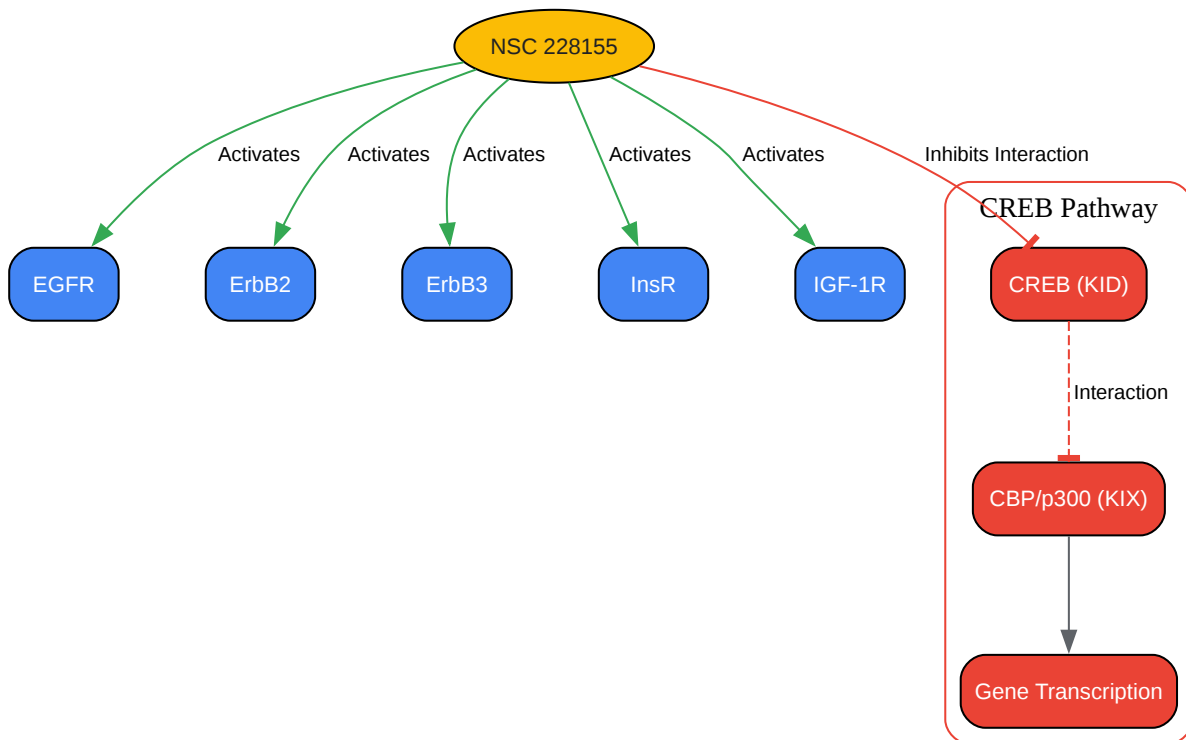 NSC 228155
Activates
Activates
Activates
Activates
Activates
Inhibits Interaction
CREB Pathway
EGFR
ErbB2
ErbB3
InsR
IGF-1R
CREB (KID)
Interaction
CBP/p300 (KIX)
Gene Transcription